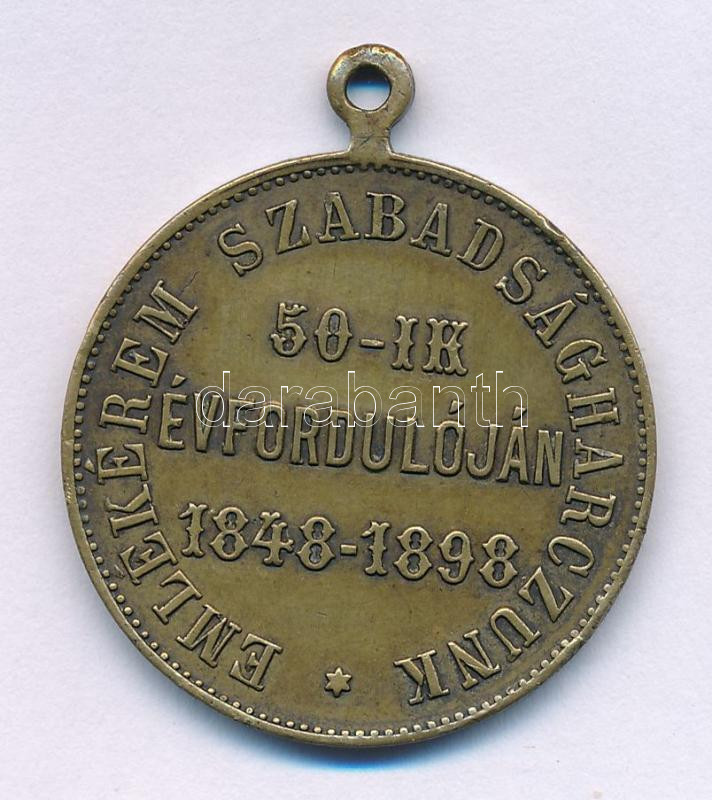 EMLÉKÉREM SZABADSÁGHARCZUNK
50-IK
ÉVFORDULÓJÁN
1848-1898
darabanth